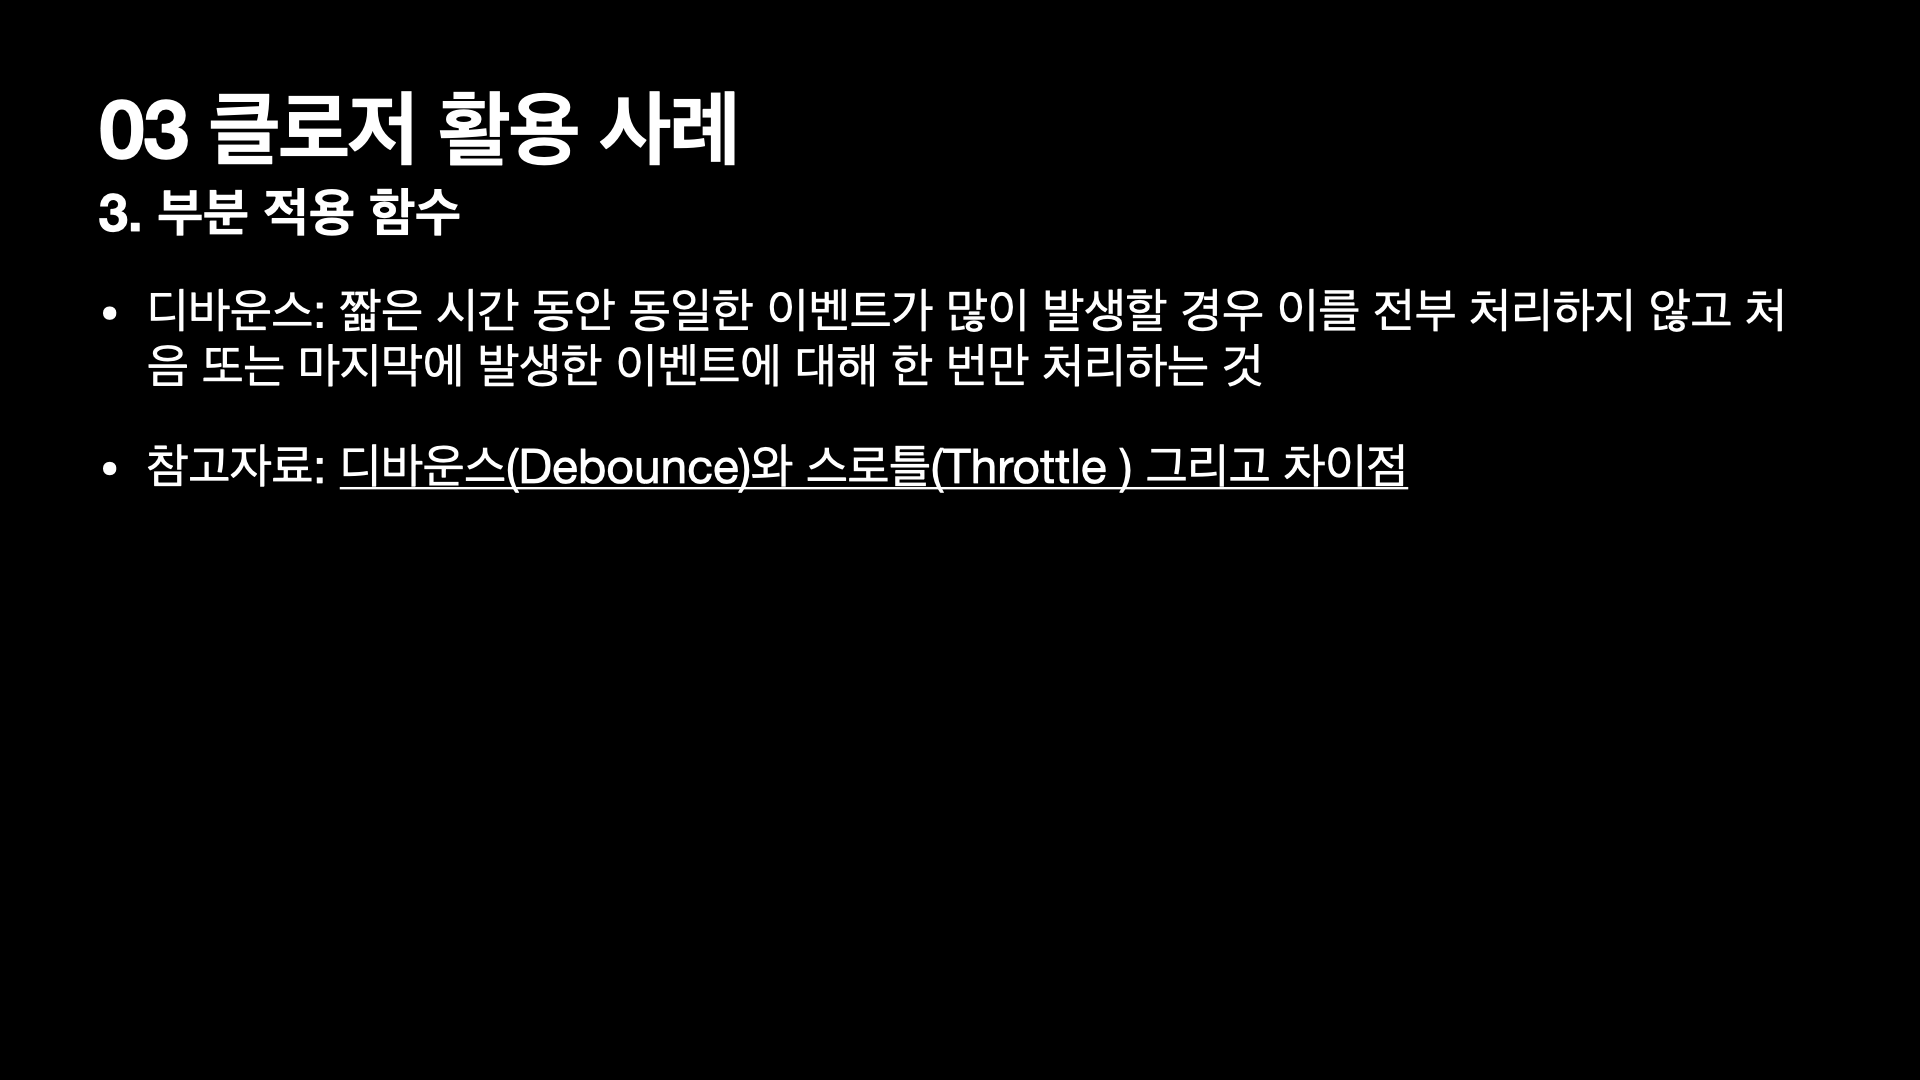 03 클로저 활용 사례
3. 부분 적용 함수
• 디바운스: 짧은 시간 동안 동일한 이벤트가 많이 발생할 경우 이를 전부 처리하지 않고 처
음 또는 마지막에 발생한 이벤트에 대해 한 번만 처리하는 것
• 참고자료: 디바운스(Debounce)와 스로틀(Throttle ) 그리고 차이점